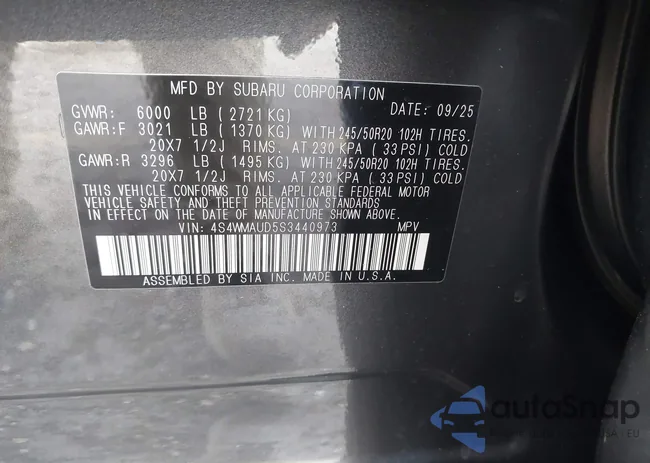 MFD BY SUBARU CORPORATION
GVWR: 6000 LB (2721 KG) DATE: 09/25
GAWR:F 3021 LB (1370 KG) WITH 245/50R20 102H TIRES.
20X7 1/2J RIMS. AT 230 KPA (33 PSI) COLD
GAWR:R 3296 LB (1495 KG) WITH 245/50R20 102H TIRES.
20X7 1/2J RIMS. AT 230 KPA (33 PSI) COLD
THIS VEHICLE CONFORMS TO ALL APPLICABLE FEDERAL MOTOR
VEHICLE SAFETY AND THEFT PREVENTION STANDARDS
IN EFFECT ON THE DATE OF MANUFACTURE SHOWN ABOVE.
VIN: 4S4WMAUD5S3440973 MPV
ASSEMBLED BY SIA INC. MADE IN U.S.A.
autoSnap